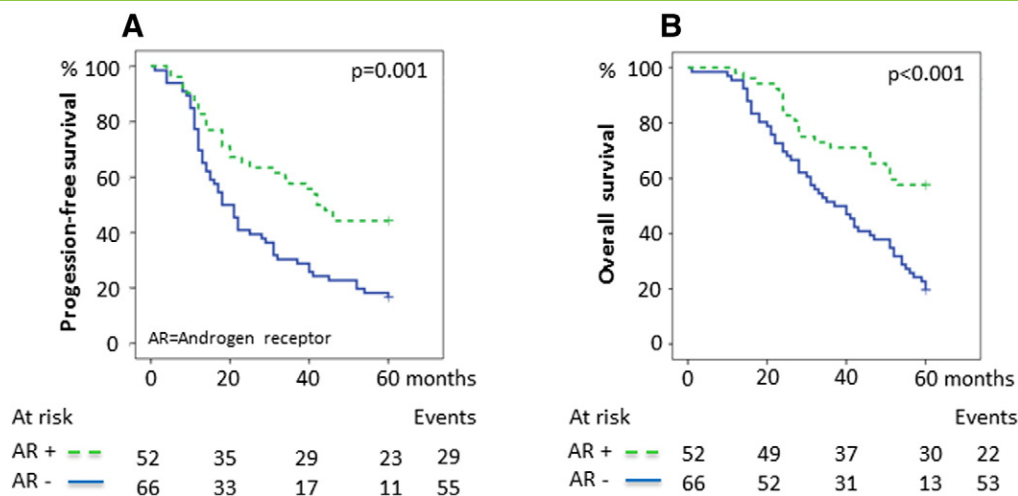 A
Progession-free survival
% 100
80
60
40
20
0
p=0.001
AR=Androgen receptor
0 20 40 60 months
At risk Events
AR + 52 35 29 23 29
AR - 66 33 17 11 55
B
Overall survival
% 100
80
60
40
20
0
p<0.001
0 20 40 60 months
At risk Events
AR + 52 49 37 30 22
AR - 66 52 31 13 53